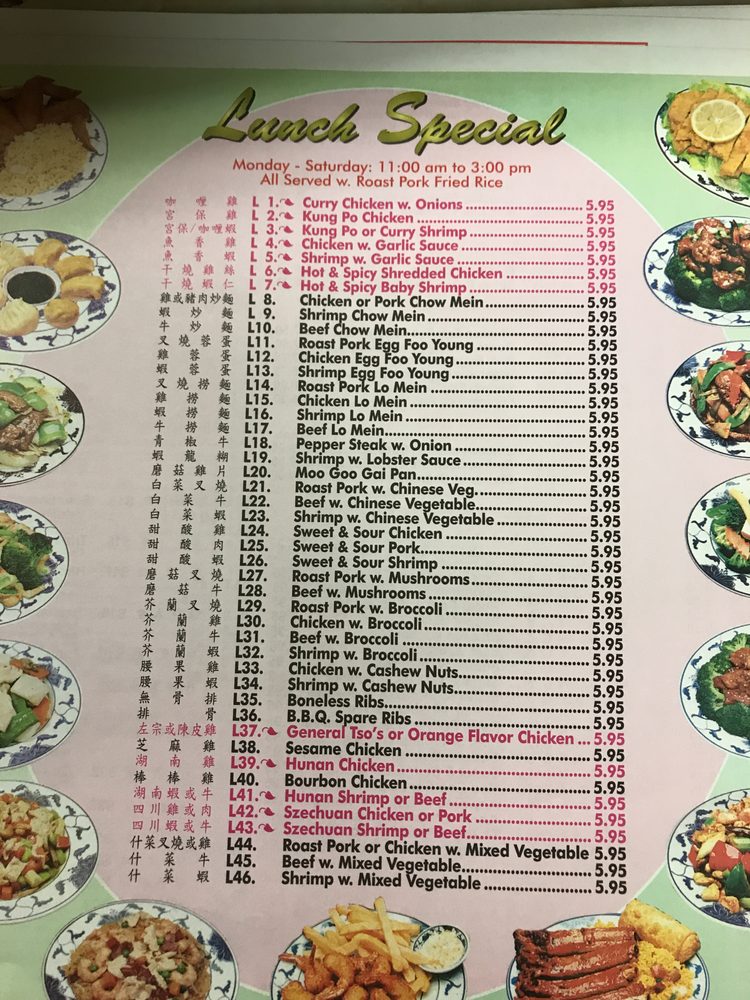 Lunch Special
Monday - Saturday: 11:00 am to 3:00 pm
All Served w. Roast Pork Fried Rice
咖喱雞 L 1. Curry Chicken w. Onions 5.95
宮保雞 L 2. Kung Po Chicken 5.95
宮保/咖喱蝦 L 3. Kung Po or Curry Shrimp 5.95
魚香雞 L 4. Chicken w. Garlic Sauce 5.95
魚香蝦 L 5. Shrimp w. Garlic Sauce 5.95
干燒雞絲 L 6. Hot & Spicy Shredded Chicken 5.95
干燒蝦仁 L 7. Hot & Spicy Baby Shrimp 5.95
雞或豬肉炒麵 L 8. Chicken or Pork Chow Mein 5.95
蝦炒麵 L 9. Shrimp Chow Mein 5.95
牛炒麵 L10. Beef Chow Mein 5.95
叉燒蓉蛋 L11. Roast Pork Egg Foo Young 5.95
雞蓉蛋 L12. Chicken Egg Foo Young 5.95
蝦蓉蛋 L13. Shrimp Egg Foo Young 5.95
叉燒撈麵 L14. Roast Pork Lo Mein 5.95
雞撈麵 L15. Chicken Lo Mein 5.95
蝦撈麵 L16. Shrimp Lo Mein 5.95
牛撈麵 L17. Beef Lo Mein 5.95
青椒牛 L18. Pepper Steak w. Onion 5.95
蝦龍糊 L19. Shrimp w. Lobster Sauce 5.95
磨菇雞片 L20. Moo Goo Gai Pan 5.95
白菜叉燒 L21. Roast Pork w. Chinese Veg. 5.95
白菜牛 L22. Beef w. Chinese Vegetable 5.95
白菜蝦 L23. Shrimp w. Chinese Vegetable 5.95
甜酸雞 L24. Sweet & Sour Chicken 5.95
甜酸肉 L25. Sweet & Sour Pork 5.95
甜酸蝦 L26. Sweet & Sour Shrimp 5.95
磨菇叉燒 L27. Roast Pork w. Mushrooms 5.95
磨菇牛 L28. Beef w. Mushrooms 5.95
芥蘭叉燒 L29. Roast Pork w. Broccoli 5.95
芥蘭雞 L30. Chicken w. Broccoli 5.95
芥蘭牛 L31. Beef w. Broccoli 5.95
芥蘭蝦 L32. Shrimp w. Broccoli 5.95
腰果雞 L33. Chicken w. Cashew Nuts 5.95
腰果蝦 L34. Shrimp w. Cashew Nuts 5.95
無骨排 L35. Boneless Ribs 5.95
排骨 L36. B.B.Q. Spare Ribs 5.95
左宗或陳皮雞 L37. General Tso's or Orange Flavor Chicken 5.95
芝麻雞 L38. Sesame Chicken 5.95
湖南雞 L39. Hunan Chicken 5.95
棒棒雞 L40. Bourbon Chicken 5.95
湖南蝦或牛 L41. Hunan Shrimp or Beef 5.95
四川雞或肉 L42. Szechuan Chicken or Pork 5.95
四川蝦或牛 L43. Szechuan Shrimp or Beef 5.95
什菜叉燒或雞 L44. Roast Pork or Chicken w. Mixed Vegetable 5.95
什菜牛 L45. Beef w. Mixed Vegetable 5.95
什菜蝦 L46. Shrimp w. Mixed Vegetable 5.95